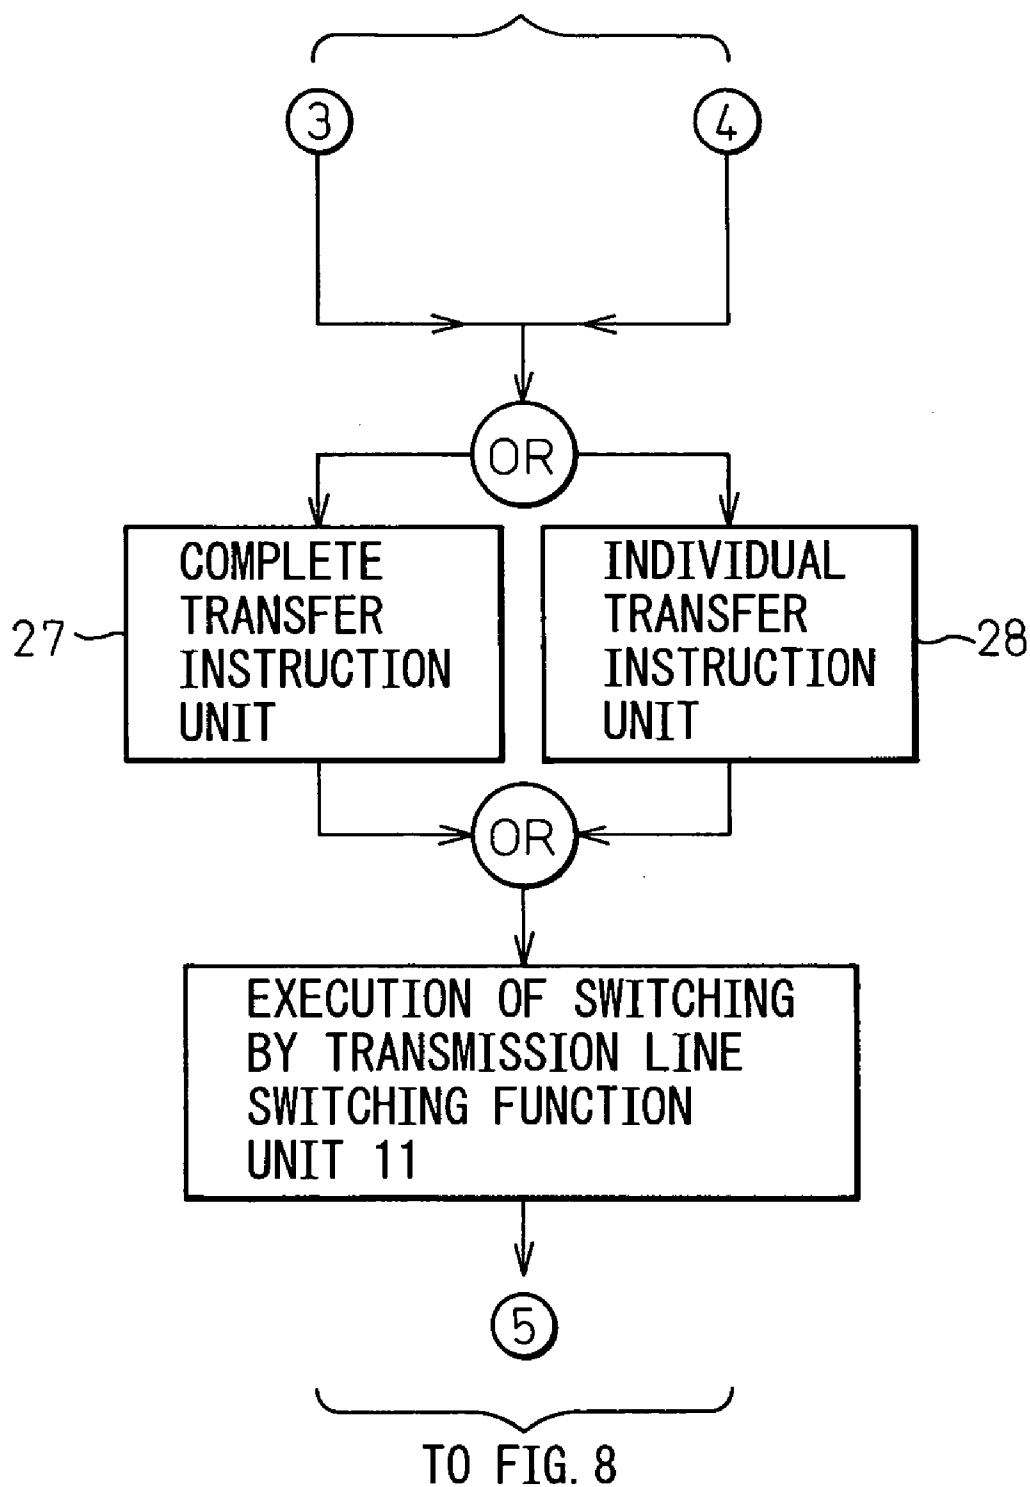 3
4
OR
COMPLETE
TRANSFER
INSTRUCTION
UNIT
27
INDIVIDUAL
TRANSFER
INSTRUCTION
UNIT
28
OR
EXECUTION OF SWITCHING
BY TRANSMISSION LINE
SWITCHING FUNCTION
UNIT 11
5
TO FIG. 8